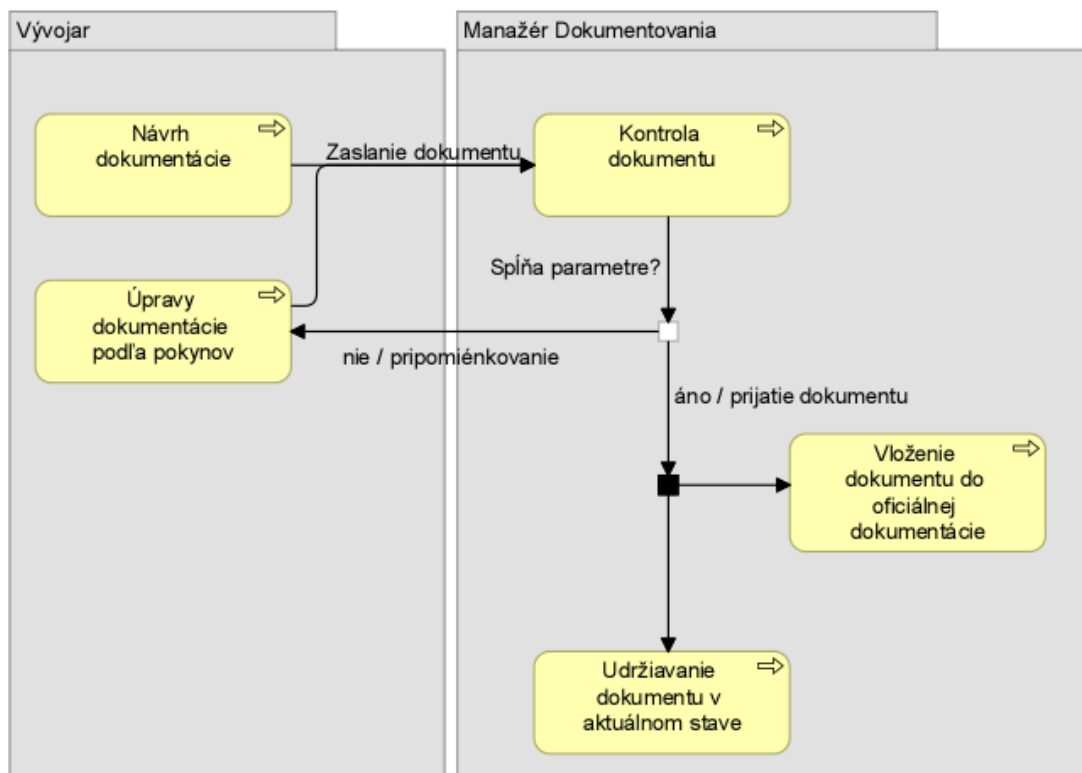 Vývojar
Manažér Dokumentovania
Návrh
dokumentácie
Zaslanie dokumentu
Kontrola
dokumentu
Spĺňa parametre?
Úpravy
dokumentácie
podľa pokynov
nie / pripomiénkovanie
áno / prijatie dokumentu
Vloženie
dokumentu do
oficiálnej
dokumentácie
Udržiavanie
dokumentu v
aktuálnom stave